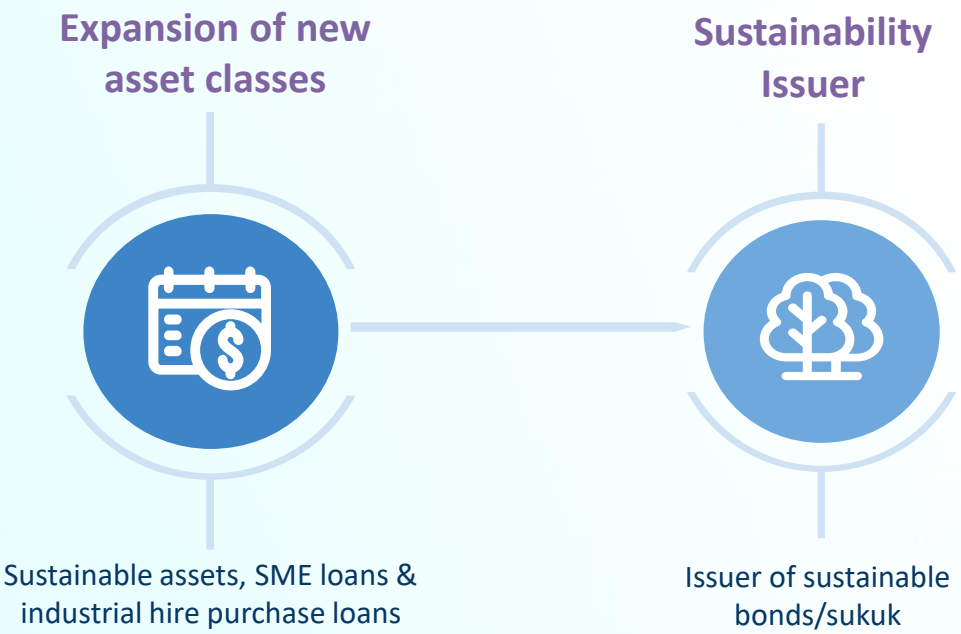 Expansion of new
asset classes
Sustainability
Issuer
$
Sustainable assets, SME loans &
industrial hire purchase loans
Issuer of sustainable
bonds/sukuk